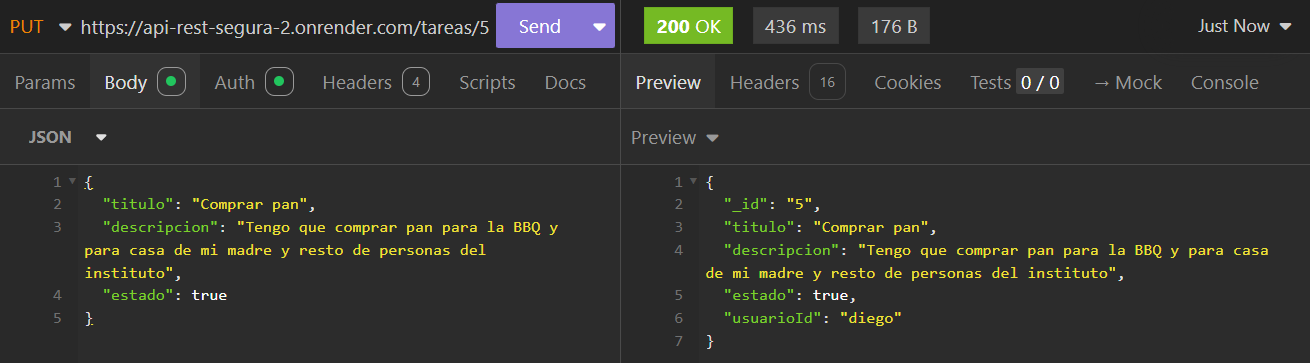 PUT https://api-rest-segura-2.onrender.com/tareas/5 Send 200 OK 436 ms 176 B Just Now
Params Body Auth Headers 4 Scripts Docs Preview Headers 16 Cookies Tests 0 / 0 → Mock Console
JSON
1 {
2 "titulo": "Comprar pan",
3 "descripcion": "Tengo que comprar pan para la BBQ y
para casa de mi madre y resto de personas del
instituto",
4 "estado": true
5 }
Preview
1 {
2 "_id": "5",
3 "titulo": "Comprar pan",
4 "descripcion": "Tengo que comprar pan para la BBQ y para casa
de mi madre y resto de personas del instituto",
5 "estado": true,
6 "usuarioId": "diego"
7 }